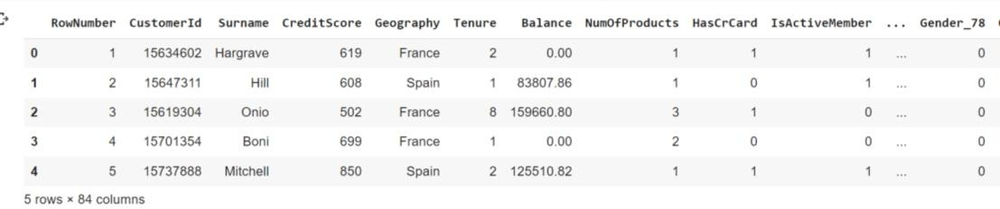 RowNumber CustomerId Surname CreditScore Geography Tenure Balance NumOfProducts HasCrCard IsActiveMember ... Gender_78
0 1 15634602 Hargrave 619 France 2 0.00 1 1 1 ... 0
1 2 15647311 Hill 608 Spain 1 83807.86 1 0 1 ... 0
2 3 15619304 Onio 502 France 8 159660.80 3 1 0 ... 0
3 4 15701354 Boni 699 France 1 0.00 2 0 0 ... 0
4 5 15737888 Mitchell 850 Spain 2 125510.82 1 1 1 ... 0
5 rows × 84 columns